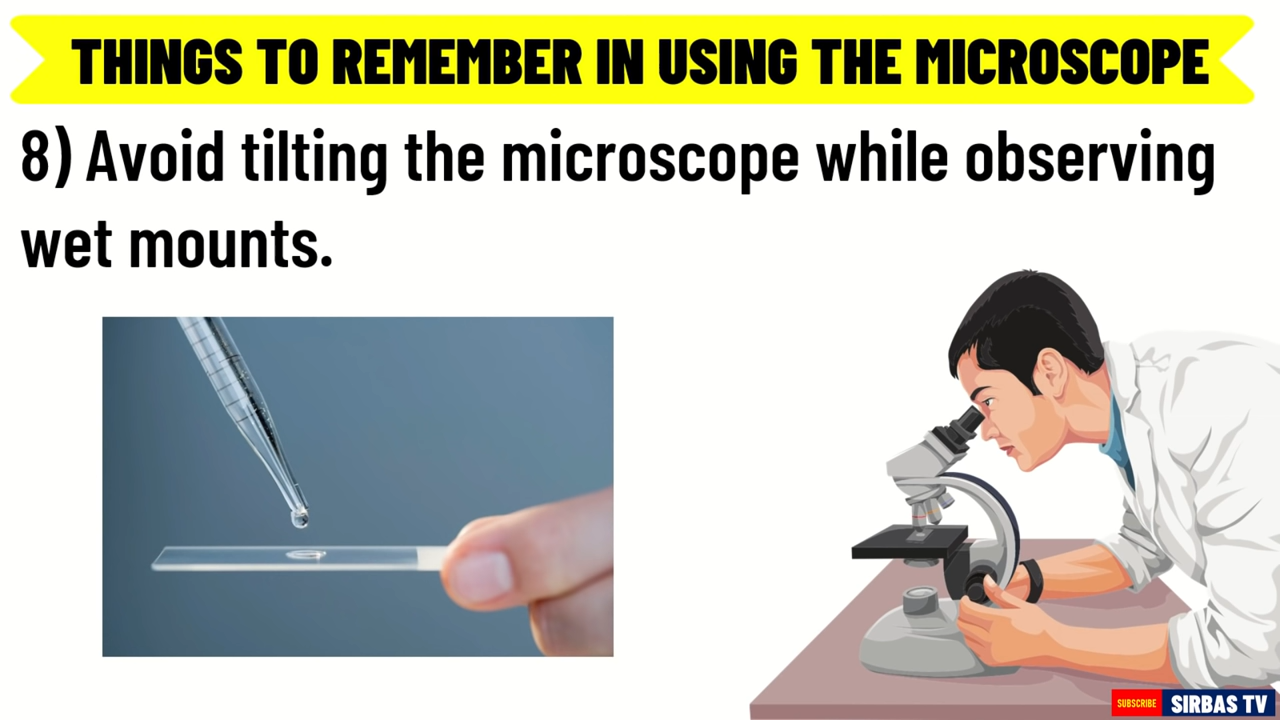 THINGS TO REMEMBER IN USING THE MICROSCOPE
8) Avoid tilting the microscope while observing
wet mounts.
SUBSCRIBE SIRBAS TV